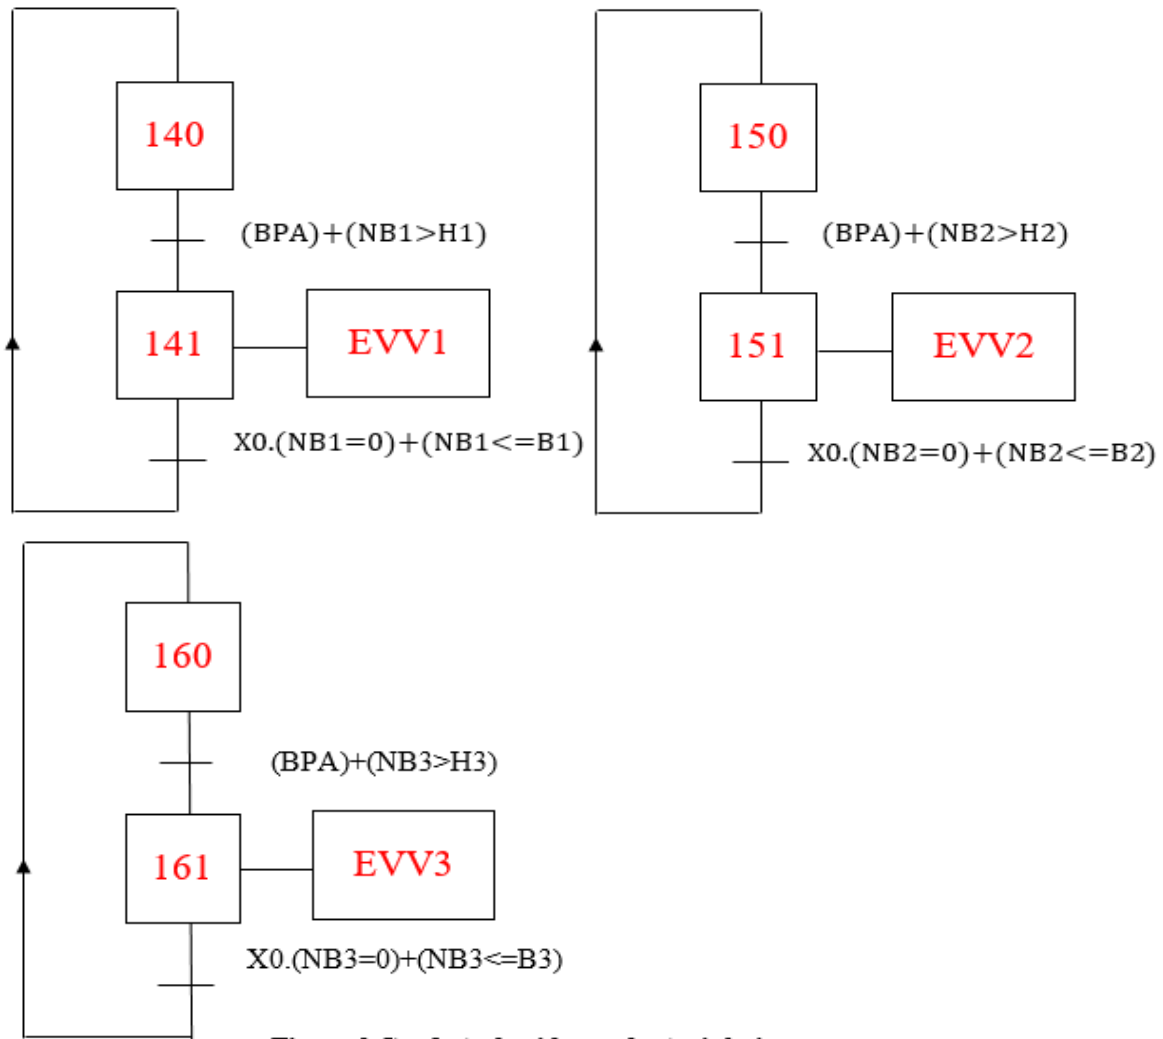 140
(BPA)+(NB1>H1)
141
EVV1
X0.(NB1=0)+(NB1<=B1)
150
(BPA)+(NB2>H2)
151
EVV2
X0.(NB2=0)+(NB2<=B2)
160
(BPA)+(NB3>H3)
161
EVV3
X0.(NB3=0)+(NB3<=B3)